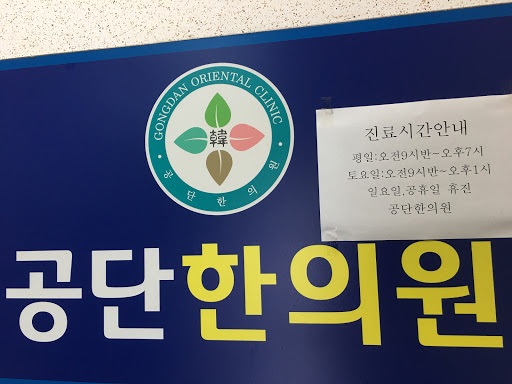 GONGDAN ORIENTAL CLINIC
韓
공단한의원
진료시간안내
평일:오전9시반~오후7시
토요일:오전9시반~오후1시
일요일,공휴일 휴진
공단한의원
공단한의원